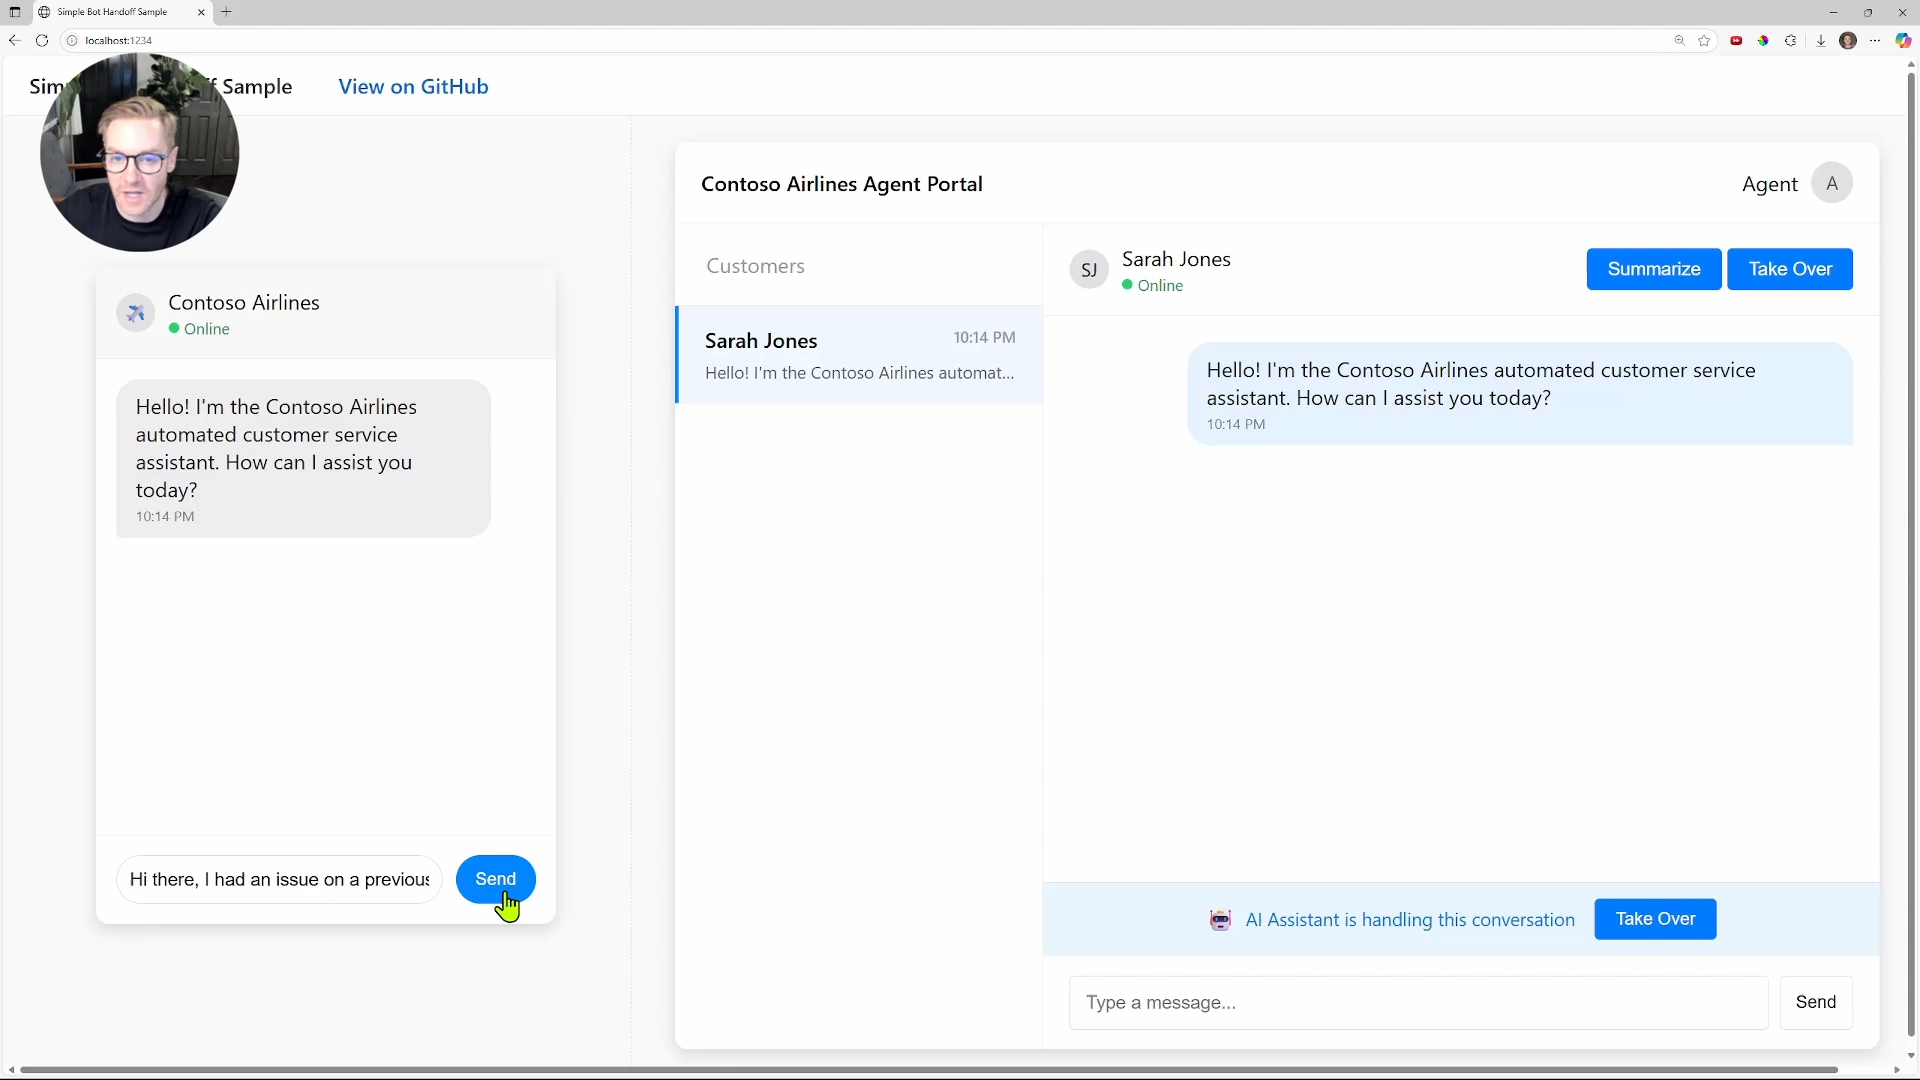 Simple Bot Handoff Sample
localhost:1234
Sample
View on GitHub
Contoso Airlines
Online
Hello! I'm the Contoso Airlines
automated customer service
assistant. How can I assist you
today?
10:14 PM
Hi there, I had an issue on a previous
Send
Contoso Airlines Agent Portal
Agent
A
Customers
Sarah Jones
10:14 PM
Hello! I'm the Contoso Airlines automat...
SJ
Sarah Jones
Online
Summarize
Take Over
Hello! I'm the Contoso Airlines automated customer service
assistant. How can I assist you today?
10:14 PM
AI Assistant is handling this conversation
Take Over
Type a message...
Send